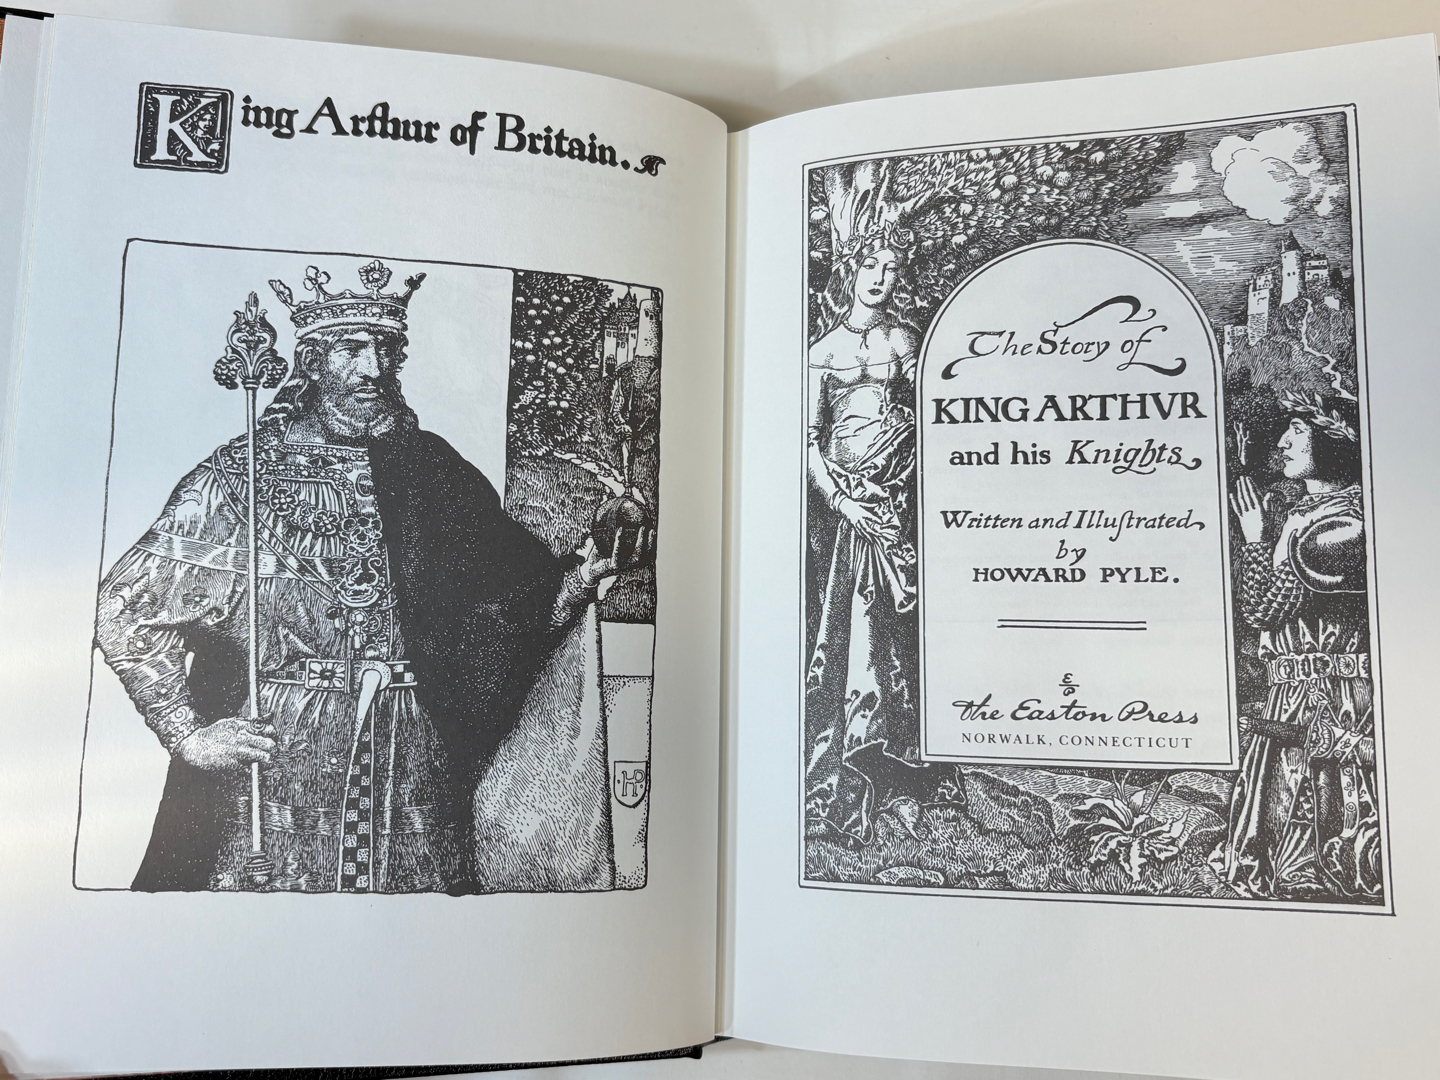 King Arthur of Britain.
HP
The Story of
KING ARTHVR
and his Knights
Written and Illuſtrated
by
HOWARD PYLE.
E
P
The Easton Press
NORWALK, CONNECTICUT